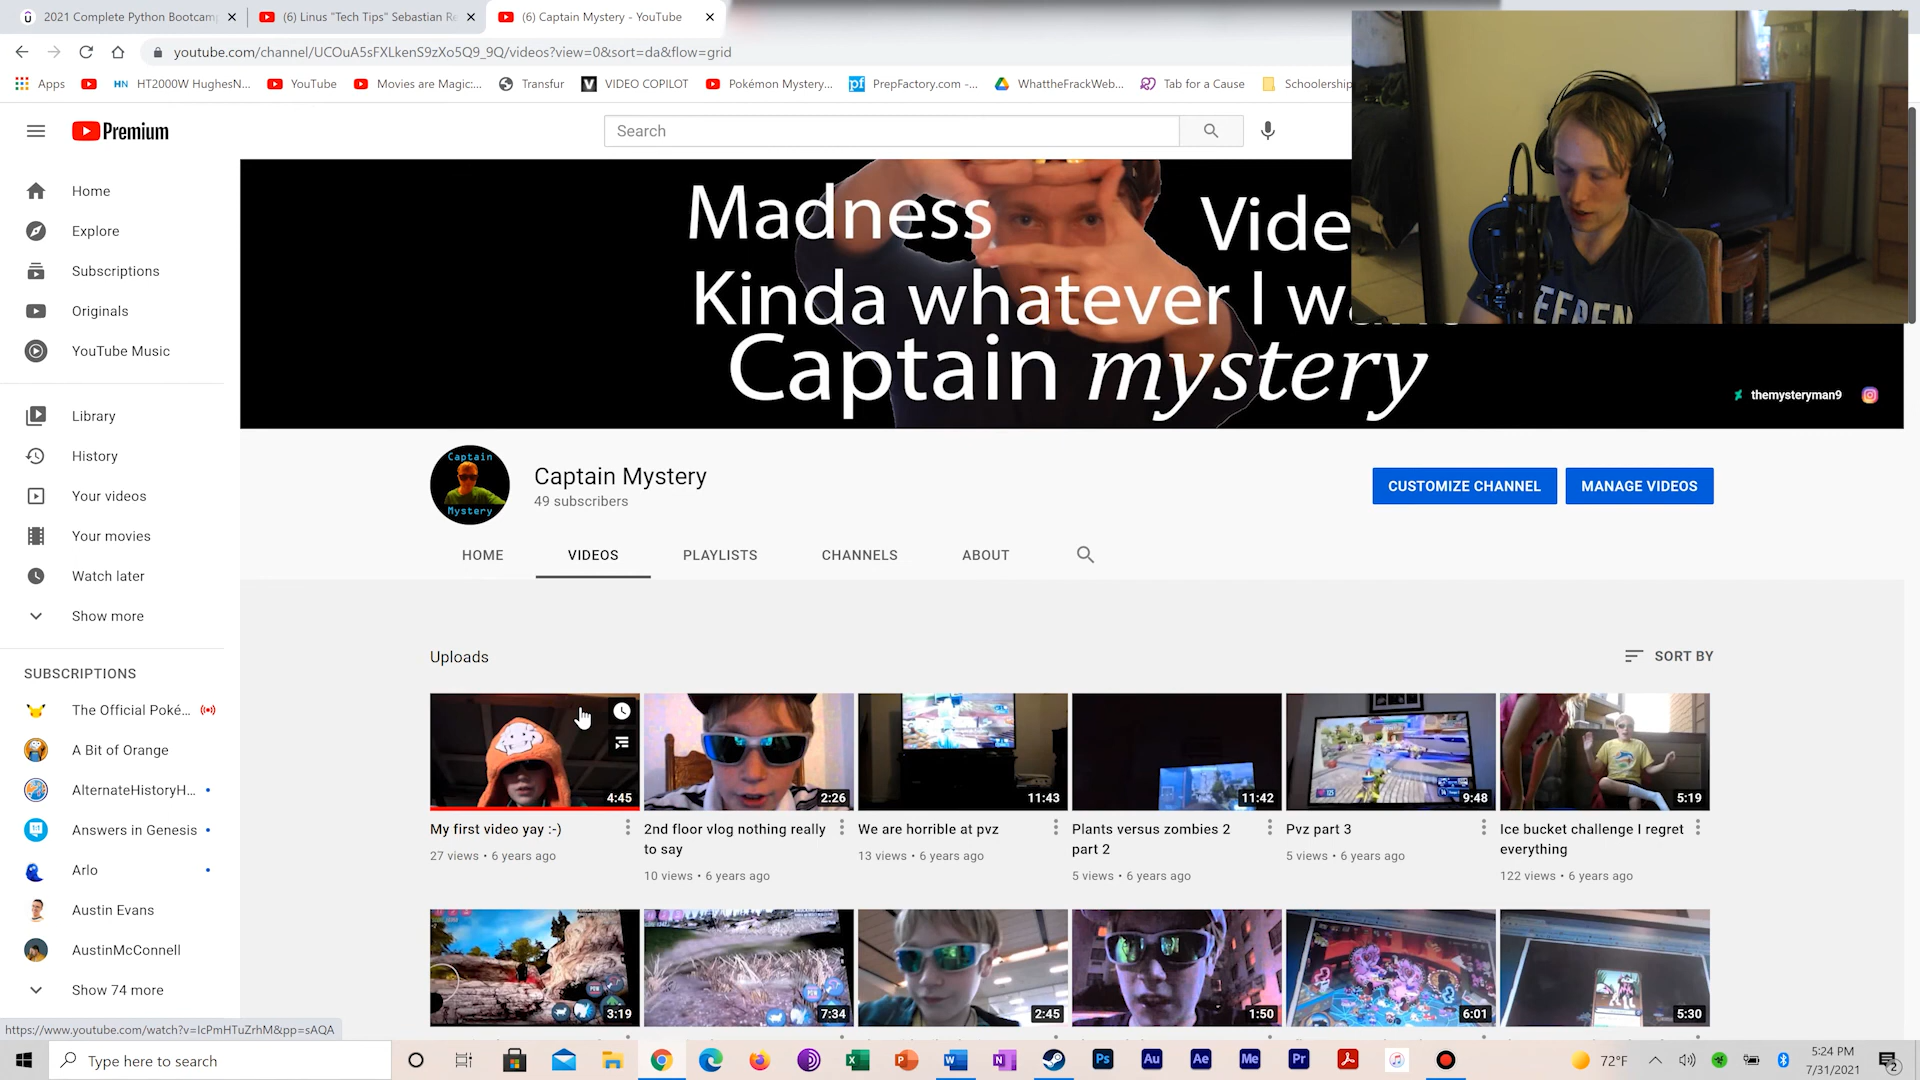 2021 Complete Python Bootcamp
(6) Linus "Tech Tips" Sebastian Re
(6) Captain Mystery - YouTube
youtube.com/channel/UCOuA5sFXLkenS9zXo5Q9_9Q/videos?view=0&sort=da&flow=grid
Apps
HN HT2000W HughesN...
YouTube
Movies are Magic:...
Transfur
VIDEO COPILOT
Pokémon Mystery...
pf PrepFactory.com -...
WhattheFrackWeb...
Tab for a Cause
Schoolership
Premium
Search
Home
Explore
Subscriptions
Originals
YouTube Music
Library
History
Your videos
Your movies
Watch later
Show more
SUBSCRIPTIONS
The Official Poké...
A Bit of Orange
AlternateHistoryH...
Answers in Genesis
Arlo
Austin Evans
AustinMcConnell
Show 74 more
Madness Vide
Kinda whatever I w
Captain mystery
themysteryman9
Captain
Mystery
Captain Mystery
49 subscribers
CUSTOMIZE CHANNEL
MANAGE VIDEOS
HOME
VIDEOS
PLAYLISTS
CHANNELS
ABOUT
Uploads
SORT BY
4:45
My first video yay :-)
27 views • 6 years ago
2:26
2nd floor vlog nothing really
to say
10 views • 6 years ago
11:43
We are horrible at pvz
13 views • 6 years ago
11:42
Plants versus zombies 2
part 2
5 views • 6 years ago
9:48
Pvz part 3
5 views • 6 years ago
5:19
Ice bucket challenge I regret
everything
122 views • 6 years ago
3:19
7:34
2:45
1:50
6:01
5:30
https://www.youtube.com/watch?v=IcPmHTuZrhM&pp=sAQA
Type here to search
Ps
Au
Ae
Me
Pr
72°F
5:24 PM
7/31/2021
2